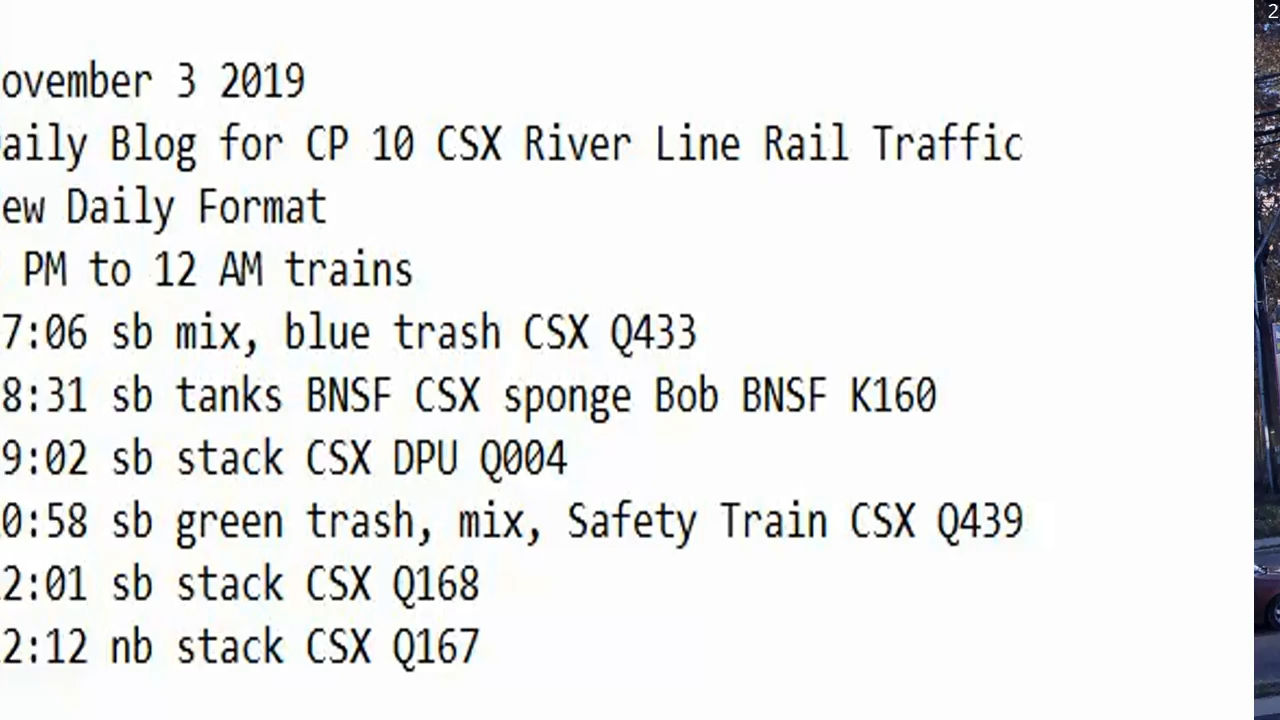 ovember 3 2019
aily Blog for CP 10 CSX River Line Rail Traffic
ew Daily Format
PM to 12 AM trains
7:06 sb mix, blue trash CSX Q433
8:31 sb tanks BNSF CSX sponge Bob BNSF K160
9:02 sb stack CSX DPU Q004
0:58 sb green trash, mix, Safety Train CSX Q439
2:01 sb stack CSX Q168
2:12 nb stack CSX Q167
2